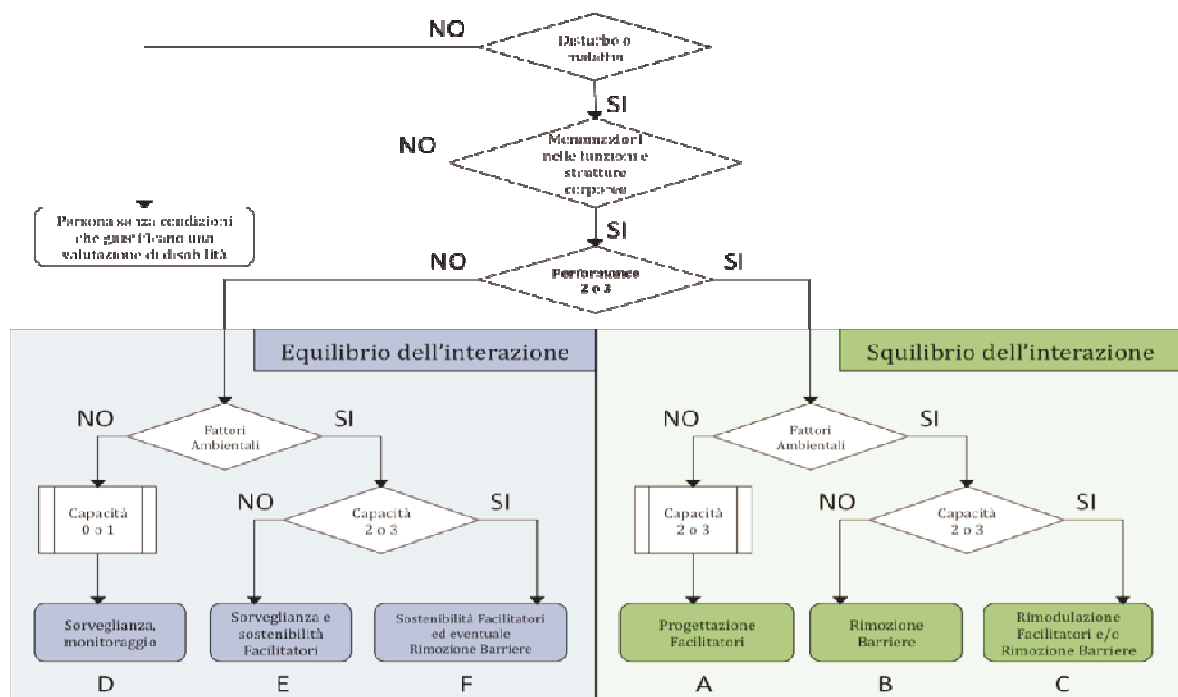 NO
Disturbo o
malattia
SI
NO
Menomazioni
nelle funzioni e
strutture
corporee
SI
Persona senza condizioni
che giustificano una
valutazione di disabilità
NO
Performance
2 o 3
SI
Equilibrio dell'interazione
Squilibrio dell'interazione
NO
Fattori
Ambientali
SI
NO
Fattori
Ambientali
SI
Capacità
0 o 1
NO
Capacità
2 o 3
SI
Capacità
2 o 3
NO
Capacità
2 o 3
SI
Sorveglianza,
monitoraggio
Sorveglianza e
sostenibilità
Facilitatori
Sostenibilità Facilitatori
ed eventuale
Rimozione Barriere
Progettazione
Facilitatori
Rimozione
Barriere
Rimodulazione
Facilitatori e/o
Rimozione Barriere
D
E
F
A
B
C